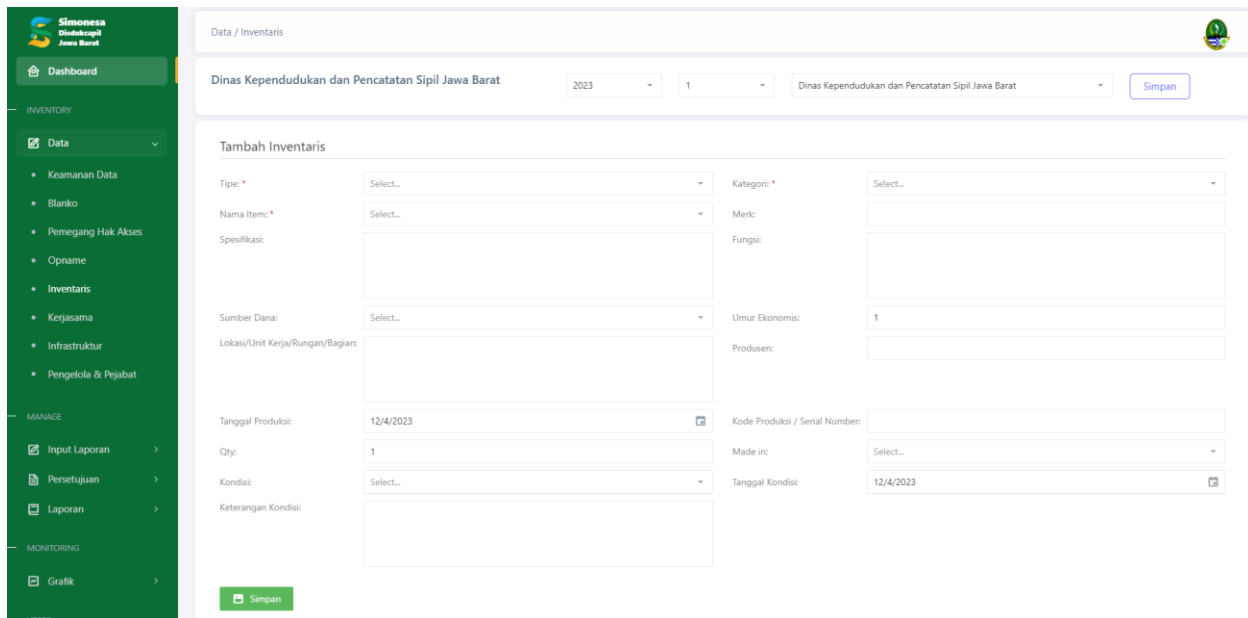 Simonesa
Disdukcapil
Jawa Barat
Dashboard
INVENTORY
Data
Keamanan Data
Blanko
Pemegang Hak Akses
Opname
Inventaris
Kerjasama
Infrastruktur
Pengelola & Pejabat
MANAGE
Input Laporan
Persetujuan
Laporan
MONITORING
Grafik
Data / Inventaris
Dinas Kependudukan dan Pencatatan Sipil Jawa Barat 2023 1 Dinas Kependudukan dan Pencatatan Sipil Jawa Barat Simpan
Tambah Inventaris
Tipe: * Select... Kategori: * Select...
Nama Item: * Select... Merk:
Spesifikasi: Fungsi:
Sumber Dana: Select... Umur Ekonomis: 1
Lokasi/Unit Kerja/Rungan/Bagian: Produsen:
Tanggal Produksi: 12/4/2023 Kode Produksi / Serial Number:
Qty: 1 Made in: Select...
Kondisi: Select... Tanggal Kondisi: 12/4/2023
Keterangan Kondisi:
Simpan